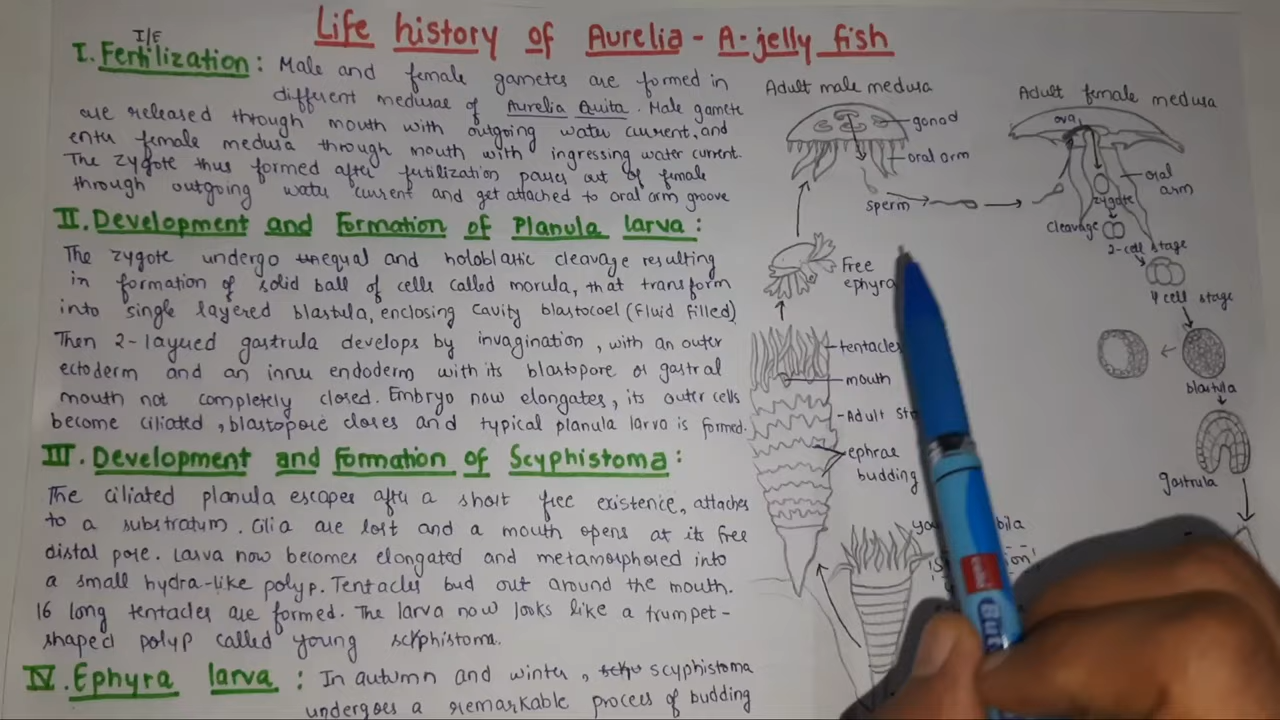 Life history of Aurelia - A-jelly fish
I/E
I. Fertilization: Male and female gametes are formed in
different medusae of Aurelia Auita. Male gamete
are released through mouth with outgoing water current, and
enter female medusa through mouth with ingressing water current.
The zygote thus formed after futilization passes out of female
through outgoing water current and get attached to oral arm groove
II. Development and Formation of Planula larva:
The zygote undergo unequal and holoblastic cleavage resulting
in formation of solid ball of cells called morula, that transform
into single layered blastula, enclosing cavity blastocoel (fluid filled)
Then 2-layered gastrula develops by invagination, with an outer
ectoderm and an inner endoderm with its blastopore or gastral
mouth not completely closed. Embryo now elongates, its outer cells
become ciliated, blastopore closes and typical planula larva is formed.
III. Development and Formation of Scyphistoma:
The ciliated planula escapes after a short free existence, attaches
to a substratum. Cilia are lost and a mouth opens at its free
distal pole. Larva now becomes elongated and metamorphosed into
a small hydra-like polyp. Tentacles bud out around the mouth.
16 long tentacles are formed. The larva now looks like a trumpet-
shaped polyp called young scyphistoma.
IV. Ephyra larva: In autumn and winter, scyphistoma
undergoes a remarkable process of budding
Adult male medusa
gonad
oral arm
sperm
Free
ephyra
tentacles
mouth
Adult st
ephrae
budding
Adult female medusa
ova
oral
arm
zygote
cleavage
2-cell stage
4 cell stage
blastula
gastrula